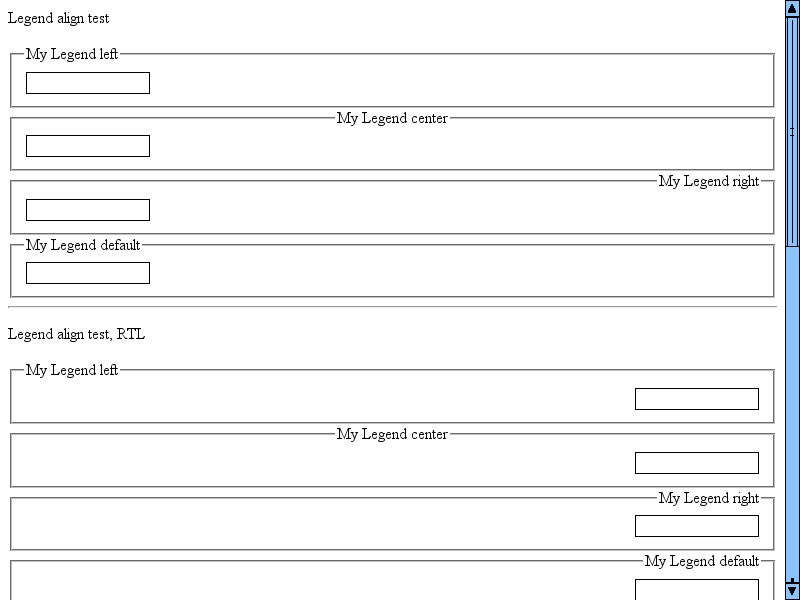 Legend align test
My Legend left
My Legend center
My Legend right
My Legend default
Legend align test, RTL
My Legend left
My Legend center
My Legend right
My Legend default